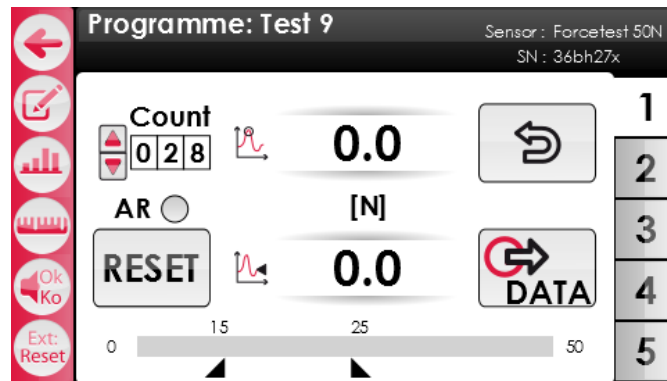 Programme: Test 9
Sensor : Forcetest 50N
SN : 36bh27x
Count
028
0.0
AR
[N]
RESET
0.0
DATA
15
25
0
50
Ok
Ko
Ext:
Reset
1
2
3
4
5